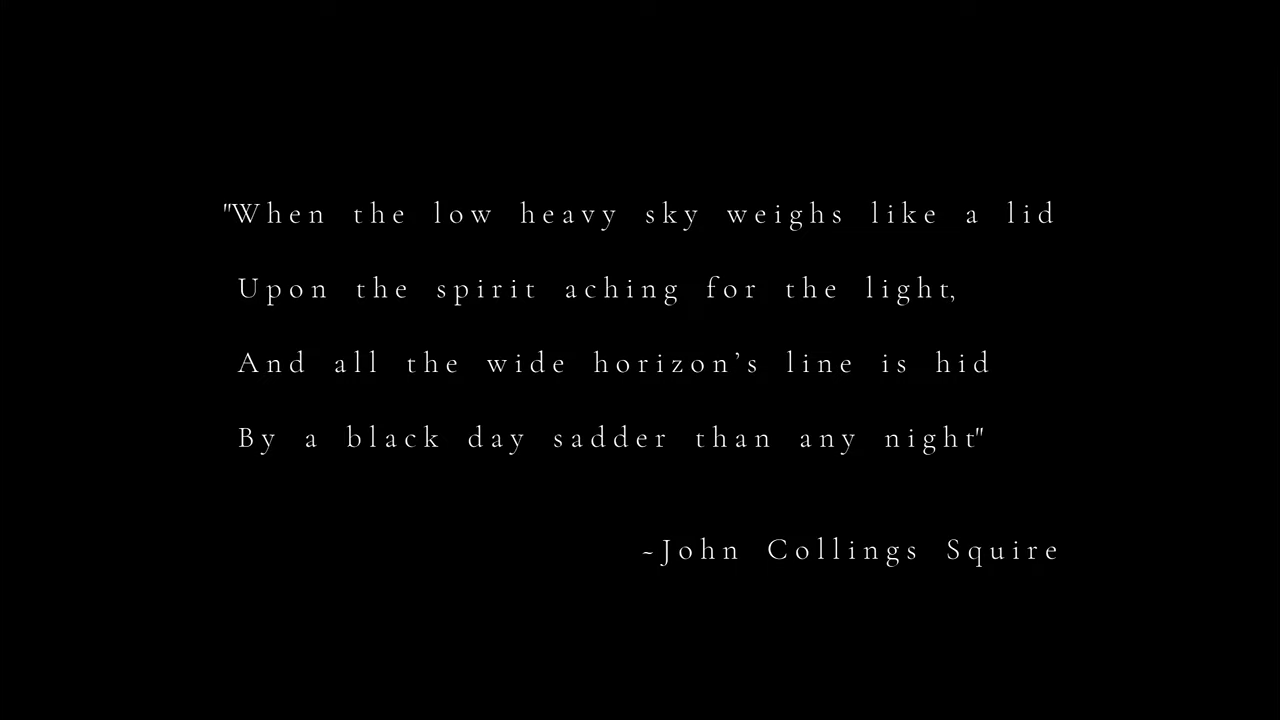 "When the low heavy sky weighs like a lid
Upon the spirit aching for the light,
And all the wide horizon’s line is hid
By a black day sadder than any night"
~John Collings Squire